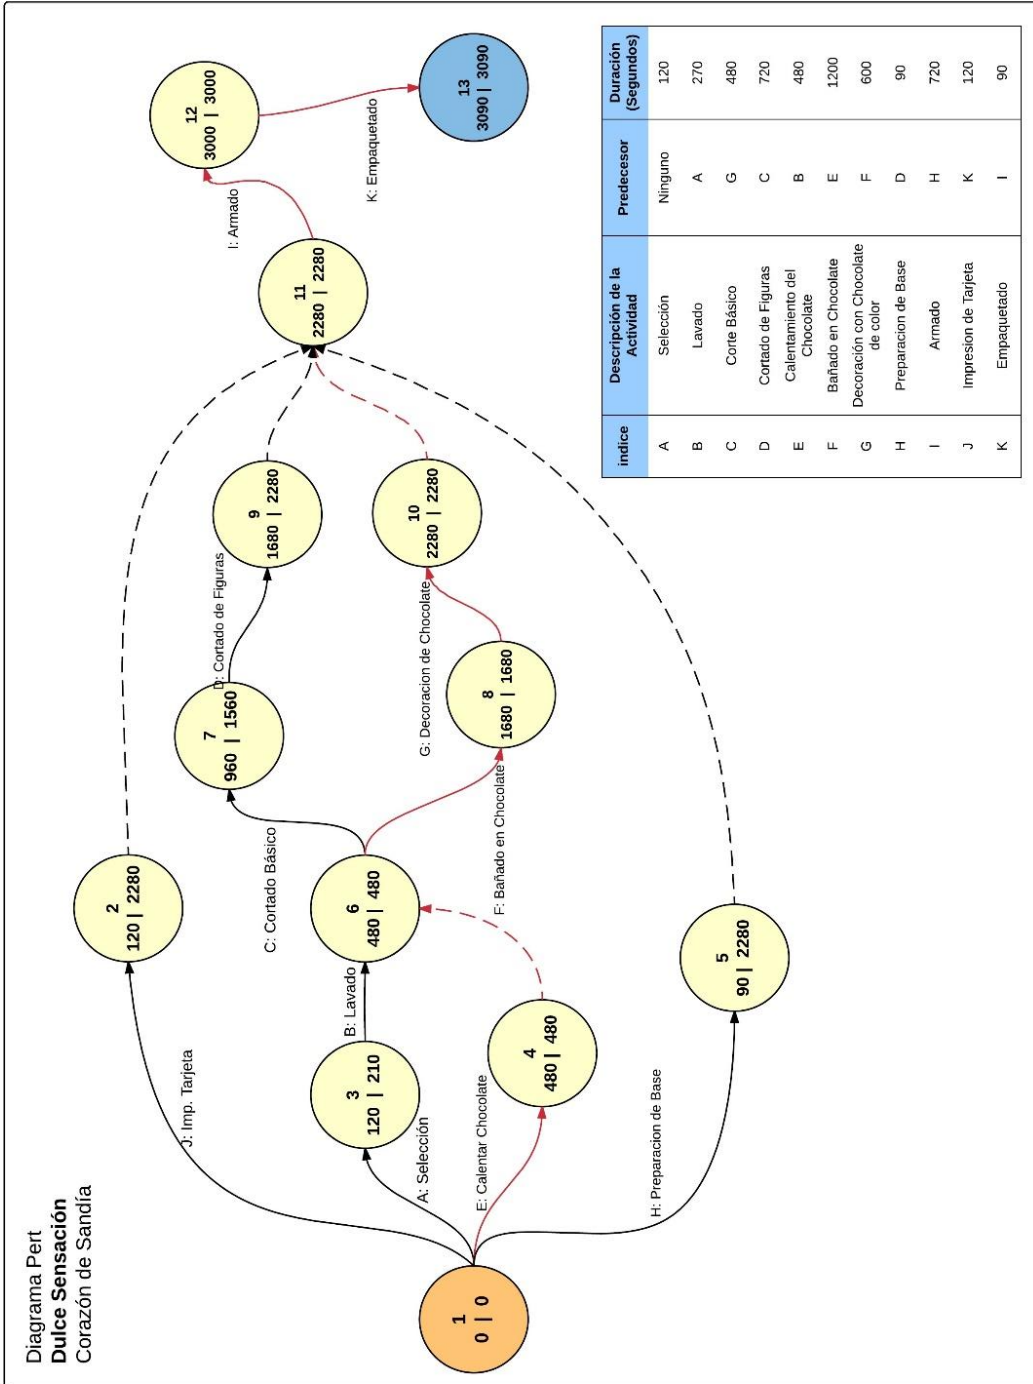 Diagrama Pert
Dulce Sensación
Corazón de Sandía
1
0 | 0
J: Imp. Tarjeta
A: Selección
E: Calentar Chocolate
H: Preparacion de Base
2
120 | 2280
3
120 | 210
4
480 | 480
5
90 | 2280
B: Lavado
6
480 | 480
C: Cortado Básico
F: Bañado en Chocolate
7
960 | 1560
8
1680 | 1680
D: Cortado de Figuras
G: Decoracion de Chocolate
9
1680 | 2280
10
2280 | 2280
11
2280 | 2280
I: Armado
12
3000 | 3000
K: Empaquetado
13
3090 | 3090
indice Descripción de la Actividad Predecesor Duración (Segundos)
A Selección Ninguno 120
B Lavado A 270
C Corte Básico G 480
D Cortado de Figuras C 720
E Calentamiento del Chocolate B 480
F Bañado en Chocolate E 1200
G Decoración con Chocolate de color F 600
H Preparacion de Base D 90
I Armado H 720
J Impresion de Tarjeta K 120
K Empaquetado I 90